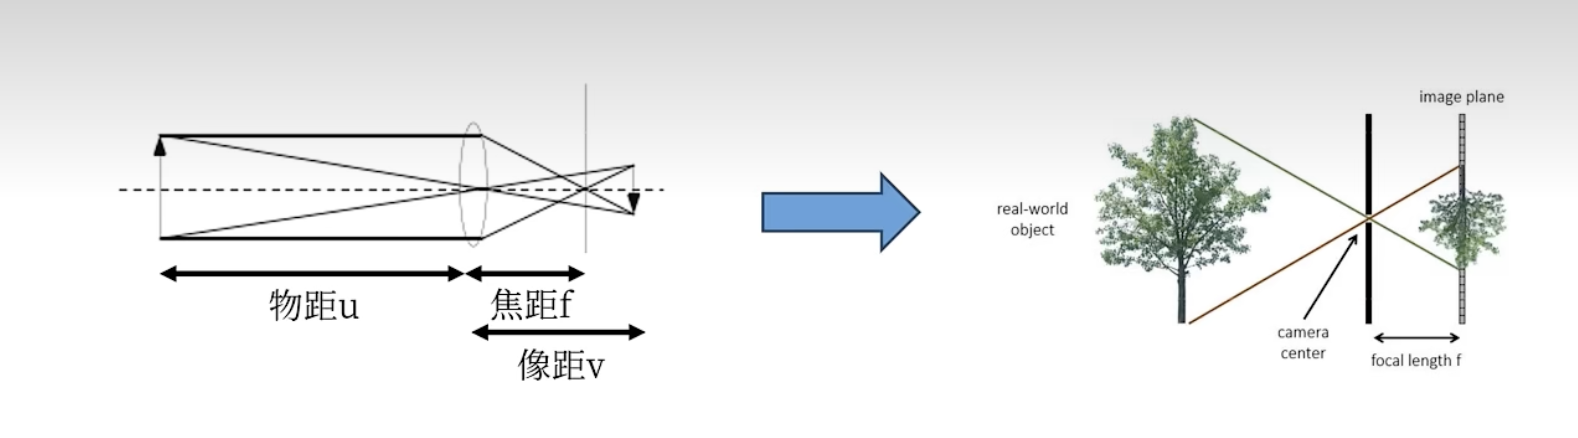 物距u
焦距f
像距v
image plane
real-world
object
camera
center
focal length f